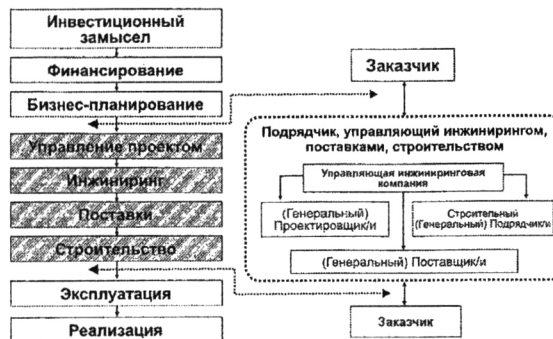 Инвестиционный
замысел
Финансирование
Бизнес-планирование
Управление проектом
Инжиниринг
Поставки
Строительство
Эксплуатация
Реализация
Заказчик
Подрядчик, управляющий инжинирингом,
поставками, строительством
Управляющая инжиниринговая
компания
(Генеральный)
Проектировщик/и
Строительный
(Генеральный) Подрядчик/и
(Генеральный) Поставщик/и
Заказчик